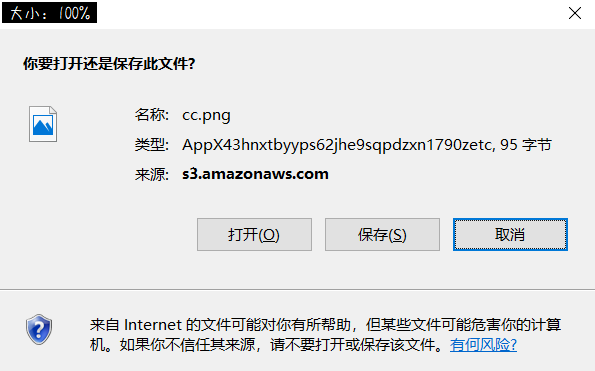 大小: 100%
你要打开还是保存此文件?
名称: cc.png
类型: AppX43hnxtbyyps62jhe9sqpdzxn1790zetc, 95 字节
来源: s3.amazonaws.com
打开(O) 保存(S) 取消
来自 Internet 的文件可能对你有所帮助，但某些文件可能危害你的计算
机。如果你不信任其来源，请不要打开或保存该文件。有何风险?